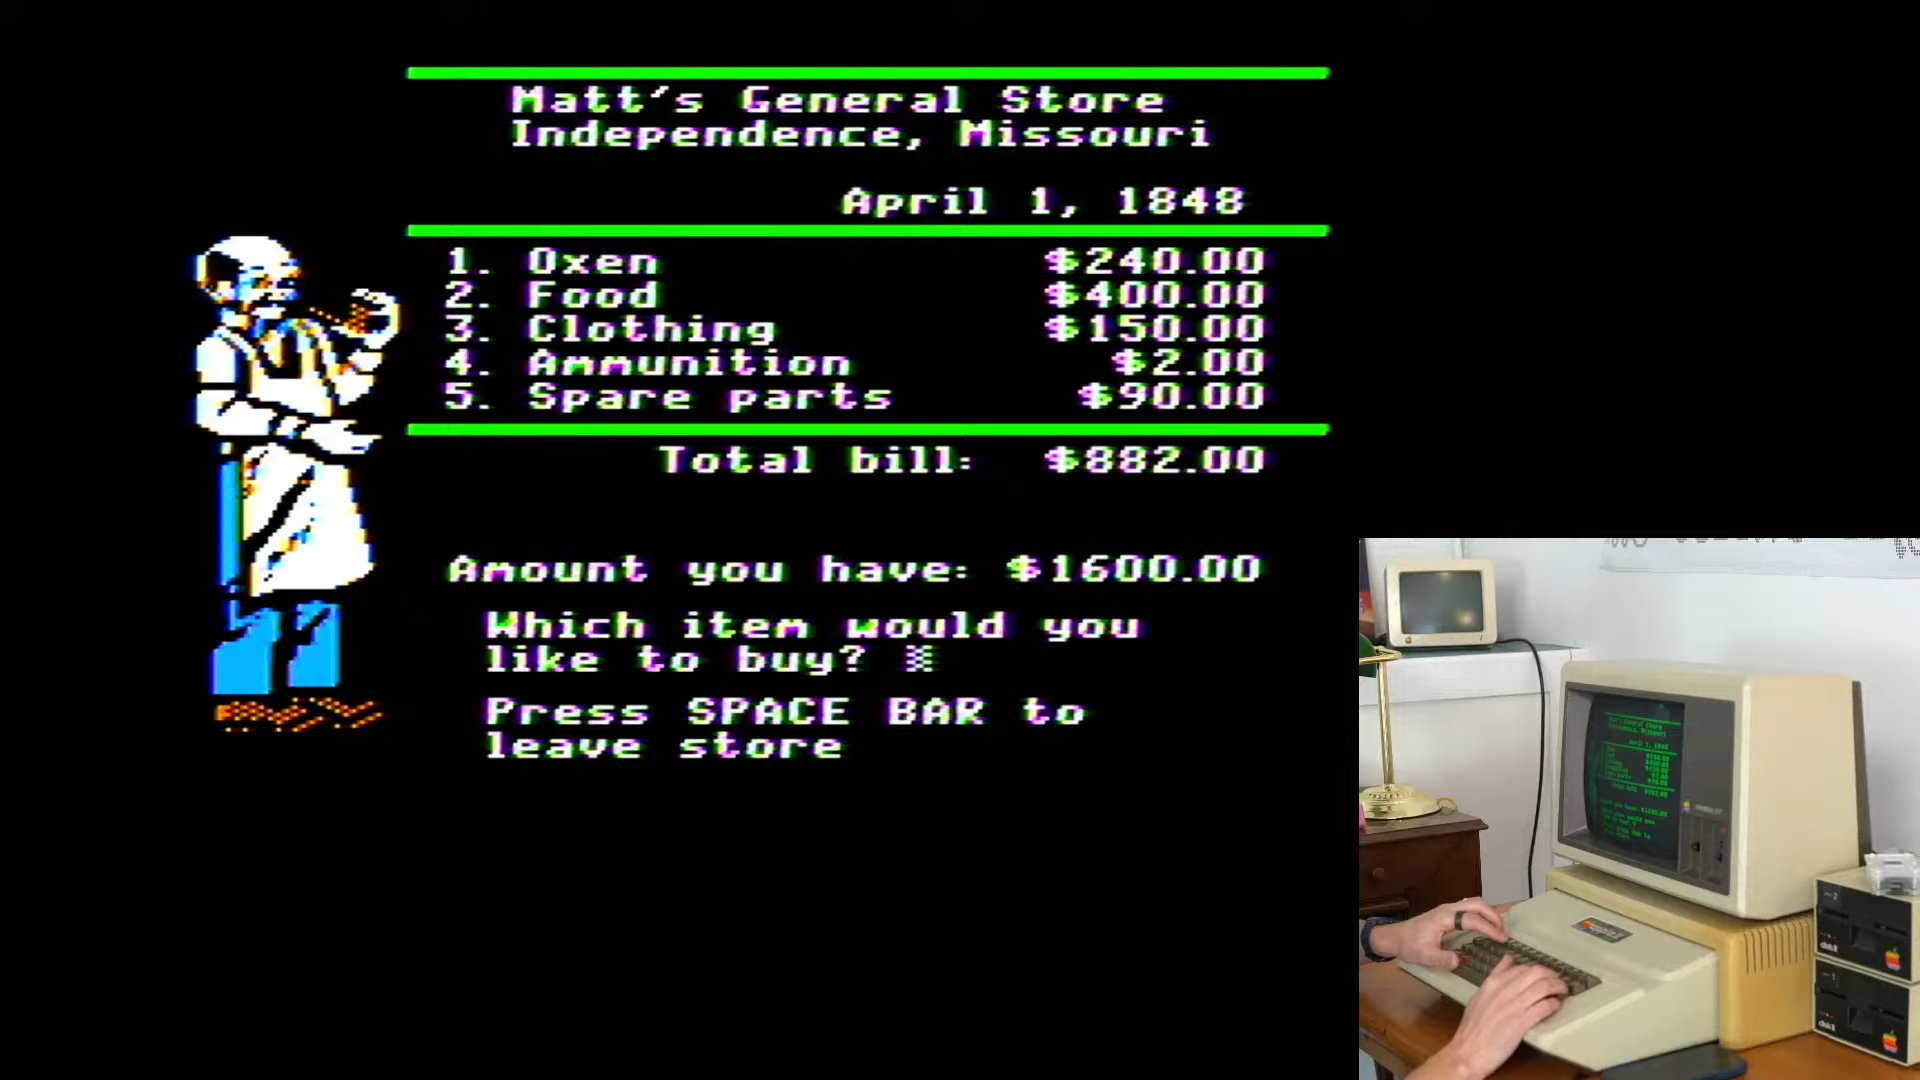 Matt's General Store
Independence, Missouri
April 1, 1848
1. Oxen $240.00
2. Food $400.00
3. Clothing $150.00
4. Ammunition $2.00
5. Spare parts $90.00
Total bill: $882.00
Amount you have: $1600.00
Which item would you
like to buy?
Press SPACE BAR to
leave store